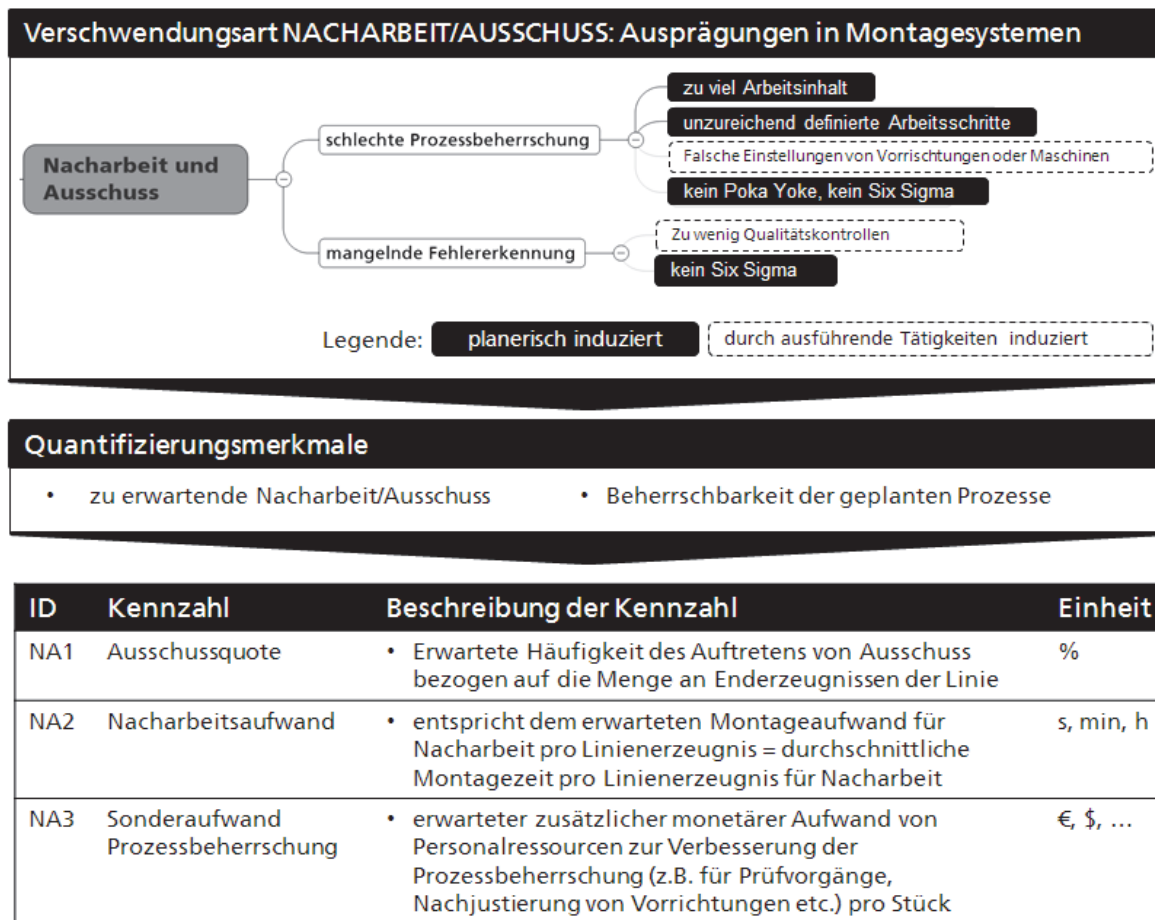 Verschwendungsart NACHARBEIT/AUSSCHUSS: Ausprägungen in Montagesystemen
Nacharbeit und
Ausschuss
schlechte Prozessbeherrschung
zu viel Arbeitsinhalt
unzureichend definierte Arbeitsschritte
Falsche Einstellungen von Vorrischtungen oder Maschinen
kein Poka Yoke, kein Six Sigma
mangelnde Fehlererkennung
Zu wenig Qualitätskontrollen
kein Six Sigma
Legende: planerisch induziert durch ausführende Tätigkeiten induziert
Quantifizierungsmerkmale
• zu erwartende Nacharbeit/Ausschuss • Beherrschbarkeit der geplanten Prozesse
ID Kennzahl Beschreibung der Kennzahl Einheit
NA1 Ausschussquote • Erwartete Häufigkeit des Auftretens von Ausschuss %
bezogen auf die Menge an Enderzeugnissen der Linie
NA2 Nacharbeitsaufwand • entspricht dem erwarteten Montageaufwand für s, min, h
Nacharbeit pro Linienerzeugnis = durchschnittliche
Montagezeit pro Linienerzeugnis für Nacharbeit
NA3 Sonderaufwand • erwarteter zusätzlicher monetärer Aufwand von €, $, ...
Prozessbeherrschung Personalressourcen zur Verbesserung der
Prozessbeherrschung (z.B. für Prüfvorgänge,
Nachjustierung von Vorrichtungen etc.) pro Stück